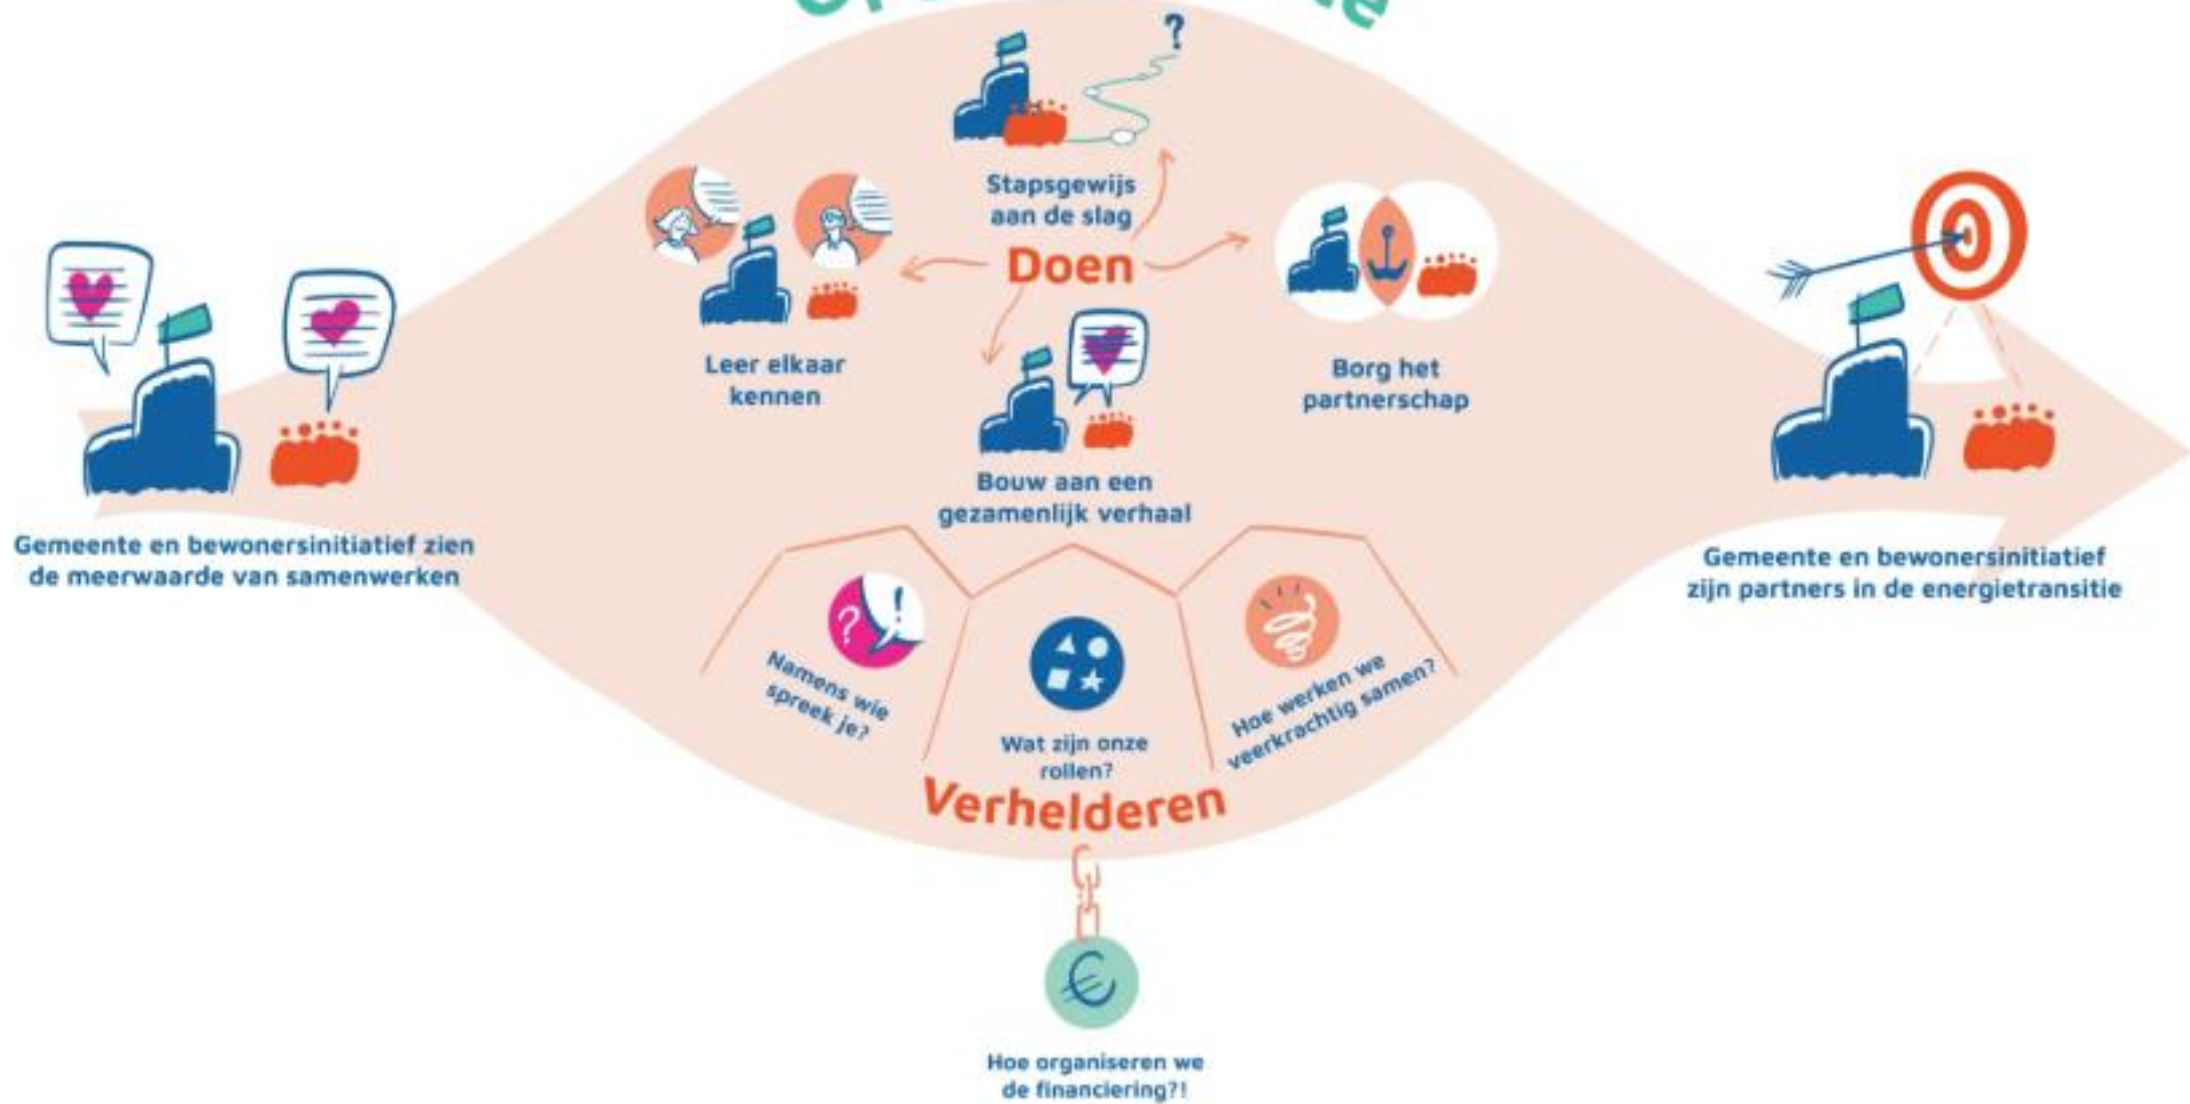 ?
Stapsgewijs
aan de slag
Doen
Leer elkaar
kennen
Borg het
partnerschap
Bouw aan een
gezamenlijk verhaal
Gemeente en bewonersinitiatief zien
de meerwaarde van samenwerken
Gemeente en bewonersinitiatief
zijn partners in de energietransitie
? !
Namens wie
spreek je?
Wat zijn onze
rollen?
Hoe werken we
veerkrachtig samen?
Verhelderen
€
Hoe organiseren we
de financiering?!